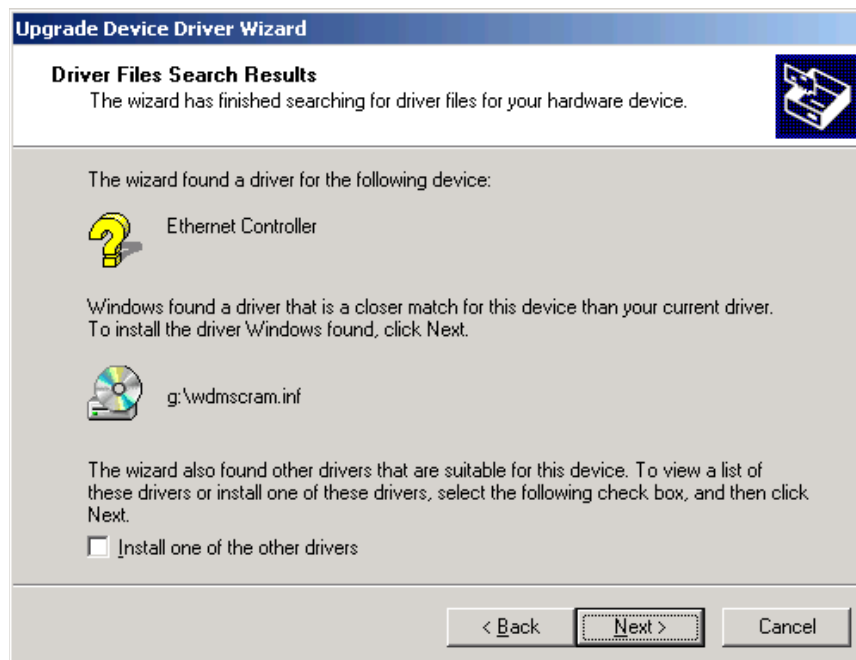 Upgrade Device Driver Wizard
Driver Files Search Results
The wizard has finished searching for driver files for your hardware device.
The wizard found a driver for the following device:
Ethernet Controller
Windows found a driver that is a closer match for this device than your current driver.
To install the driver Windows found, click Next.
g:\wdmscram.inf
The wizard also found other drivers that are suitable for this device. To view a list of
these drivers or install one of these drivers, select the following check box, and then click
Next.
Install one of the other drivers
< Back
Next >
Cancel